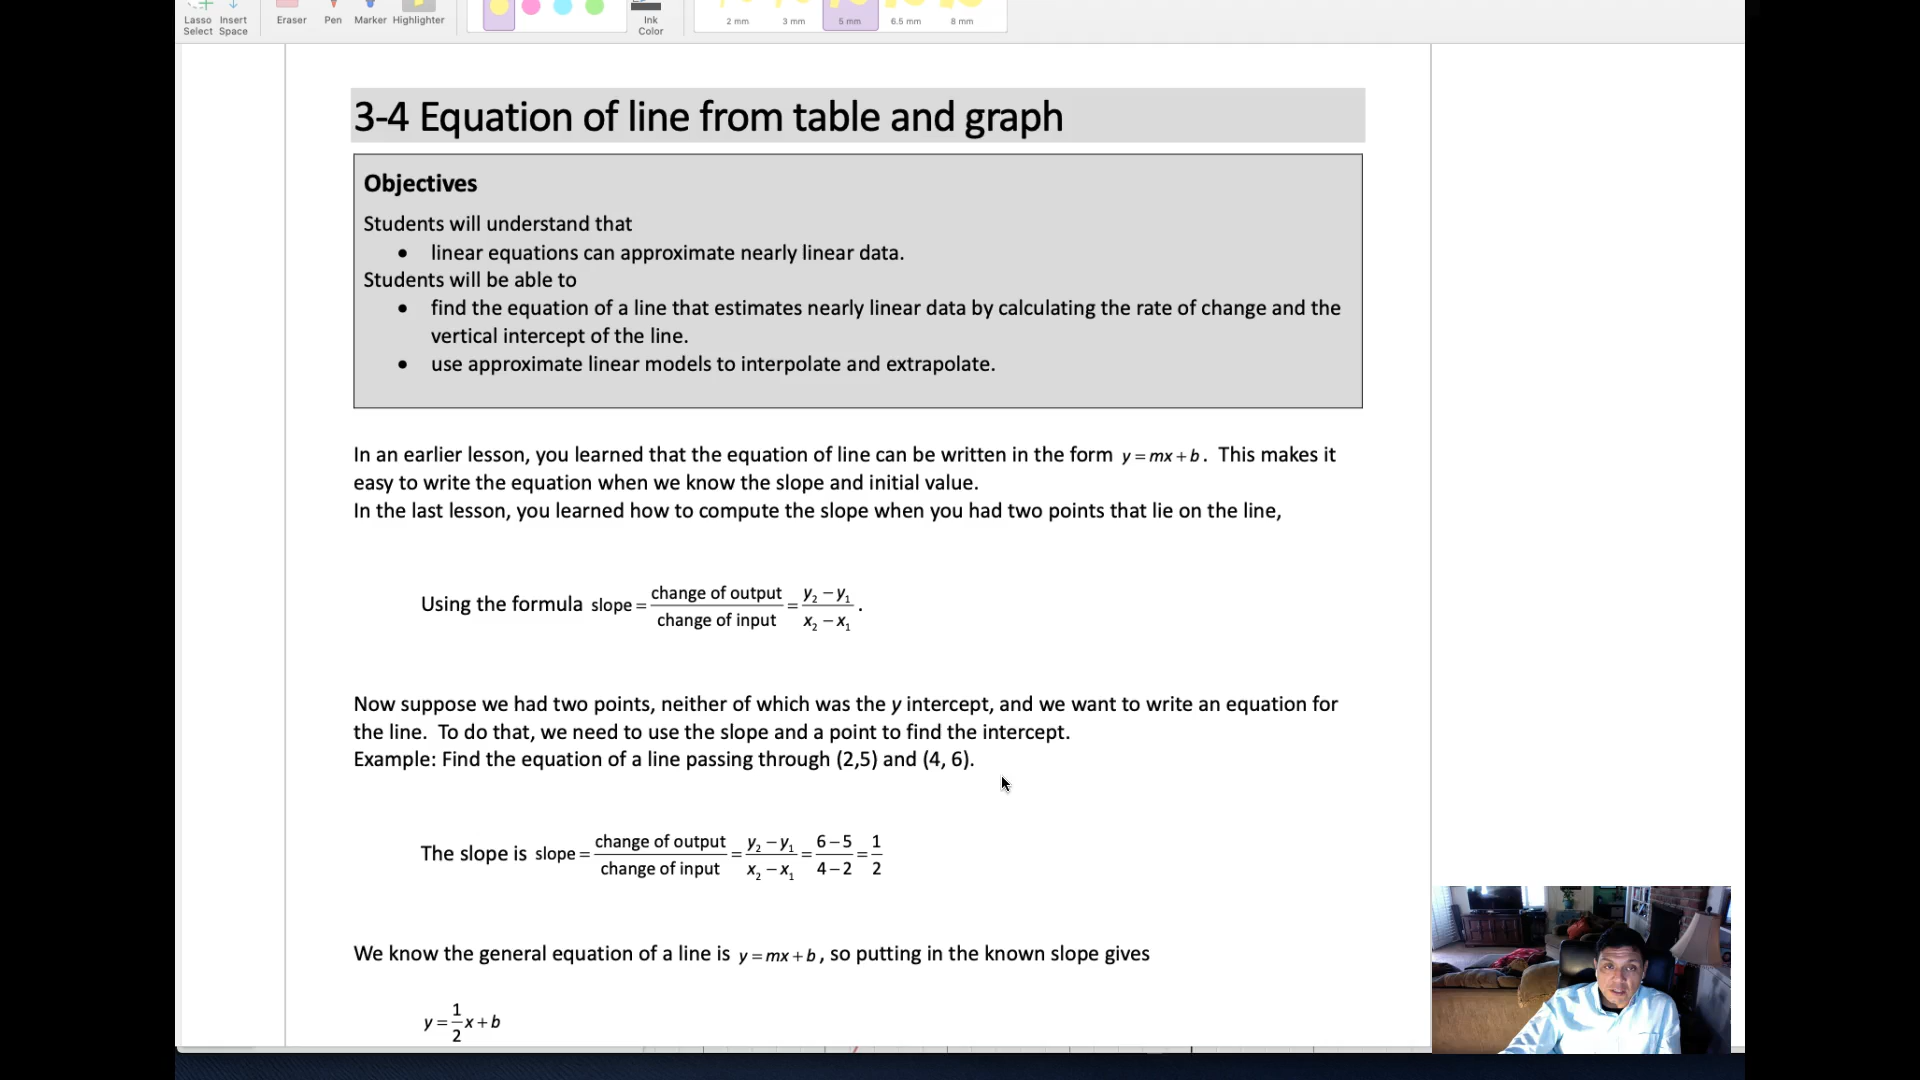 Lasso Select
Insert Space
Eraser
Pen
Marker
Highlighter
Ink Color
2 mm
3 mm
5 mm
6.5 mm
8 mm
3-4 Equation of line from table and graph
Objectives
Students will understand that
• linear equations can approximate nearly linear data.
Students will be able to
• find the equation of a line that estimates nearly linear data by calculating the rate of change and the
vertical intercept of the line.
• use approximate linear models to interpolate and extrapolate.
In an earlier lesson, you learned that the equation of line can be written in the form y = mx + b. This makes it
easy to write the equation when we know the slope and initial value.
In the last lesson, you learned how to compute the slope when you had two points that lie on the line,
Using the formula slope = change of output / change of input = y₂ − y₁ / x₂ − x₁ .
Now suppose we had two points, neither of which was the y intercept, and we want to write an equation for
the line. To do that, we need to use the slope and a point to find the intercept.
Example: Find the equation of a line passing through (2,5) and (4, 6).
The slope is slope = change of output / change of input = y₂ − y₁ / x₂ − x₁ = 6 − 5 / 4 − 2 = 1 / 2
We know the general equation of a line is y = mx + b, so putting in the known slope gives
y = 1/2 x + b